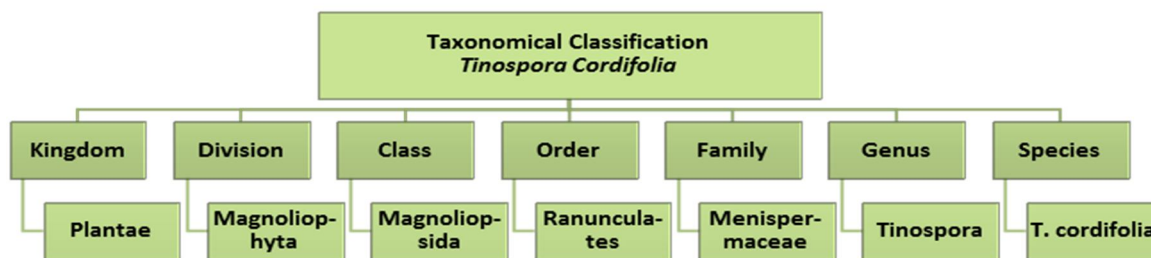 Taxonomical Classification
Tinospora Cordifolia
Kingdom
Division
Class
Order
Family
Genus
Species
Plantae
Magnoliop-
hyta
Magnoliop-
sida
Ranuncula-
tes
Menisper-
maceae
Tinospora
T. cordifolia